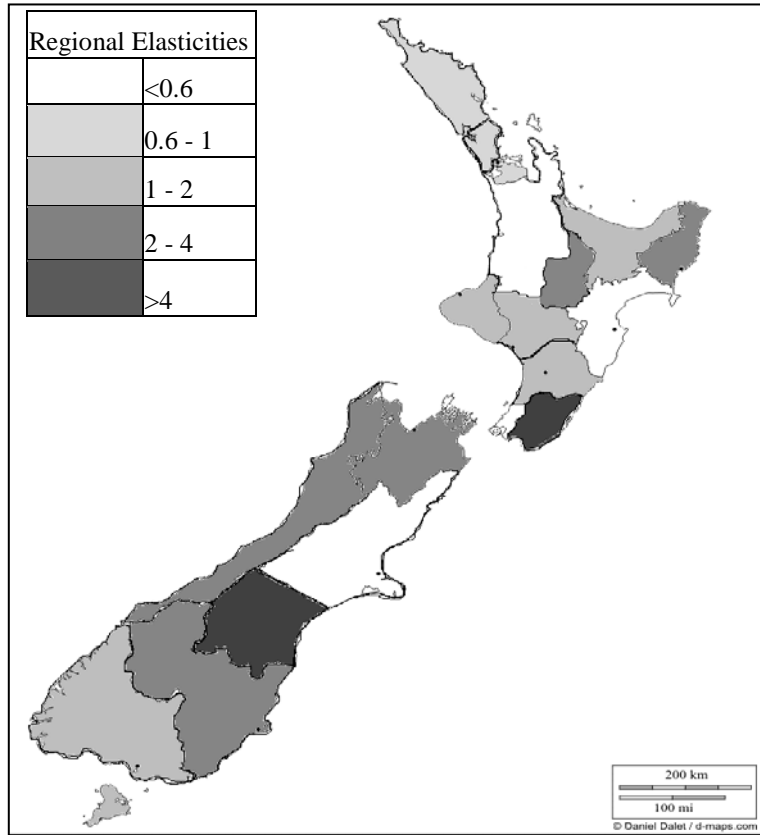 Regional Elasticities
<0.6
0.6 - 1
1 - 2
2 - 4
>4
200 km
100 mi
© Daniel Dalet / d-maps.com